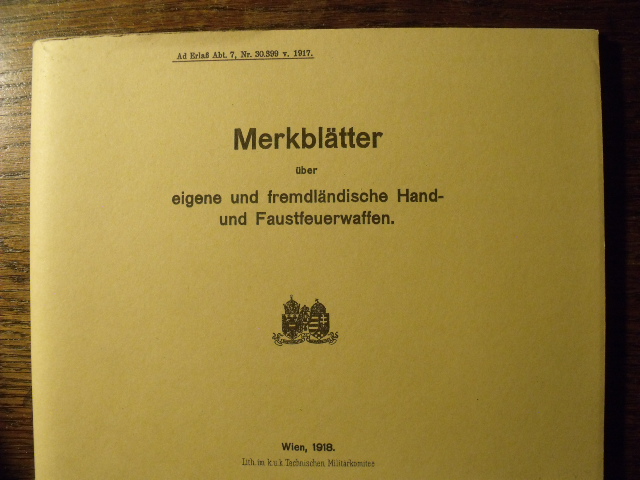 Ad Erlaß Abt. 7, Nr. 30.399 v. 1917.
Merkblätter
über
eigene und fremdländische Hand-
und Faustfeuerwaffen.
Wien, 1918.
Lith. im k.u.k. Technischen Militärkomitee